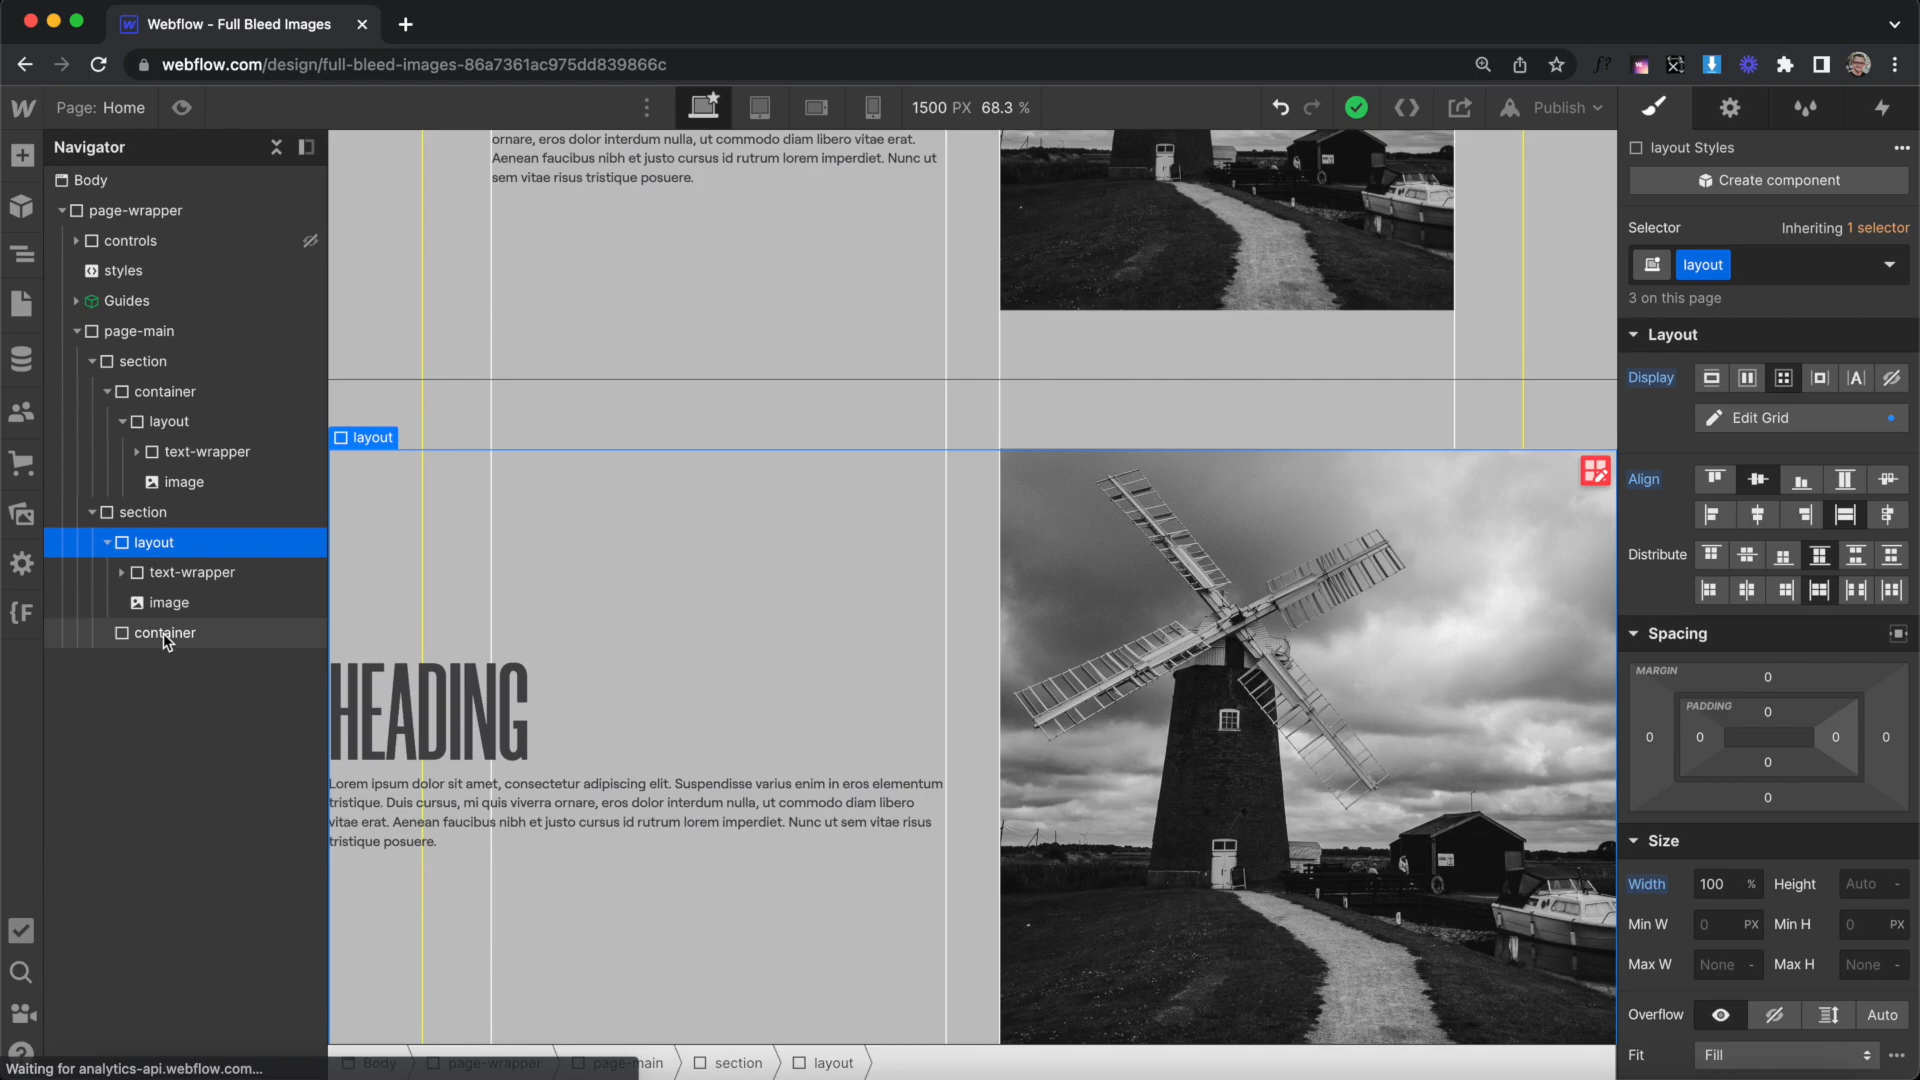 Webflow - Full Bleed Images
webflow.com/design/full-bleed-images-86a7361ac975dd839866c
Page: Home
1500 PX 68.3 %
Publish
Navigator
Body
page-wrapper
controls
styles
Guides
page-main
section
container
layout
text-wrapper
image
section
layout
text-wrapper
image
container
Waiting for analytics-api.webflow.com...
ornare, eros dolor interdum nulla, ut commodo diam libero vitae erat.
Aenean faucibus nibh et justo cursus id rutrum lorem imperdiet. Nunc ut
sem vitae risus tristique posuere.
layout
HEADING
Lorem ipsum dolor sit amet, consectetur adipiscing elit. Suspendisse varius enim in eros elementum
tristique. Duis cursus, mi quis viverra ornare, eros dolor interdum nulla, ut commodo diam libero
vitae erat. Aenean faucibus nibh et justo cursus id rutrum lorem imperdiet. Nunc ut sem vitae risus
tristique posuere.
Body page-wrapper page-main section layout
layout Styles
Create component
Selector Inheriting 1 selector
layout
3 on this page
Layout
Display
Edit Grid
Align
Distribute
Spacing
MARGIN
0
PADDING
0
0 0 0 0
0
0
Size
Width 100 % Height Auto -
Min W 0 PX Min H 0 PX
Max W None - Max H None -
Overflow Auto
Fit Fill